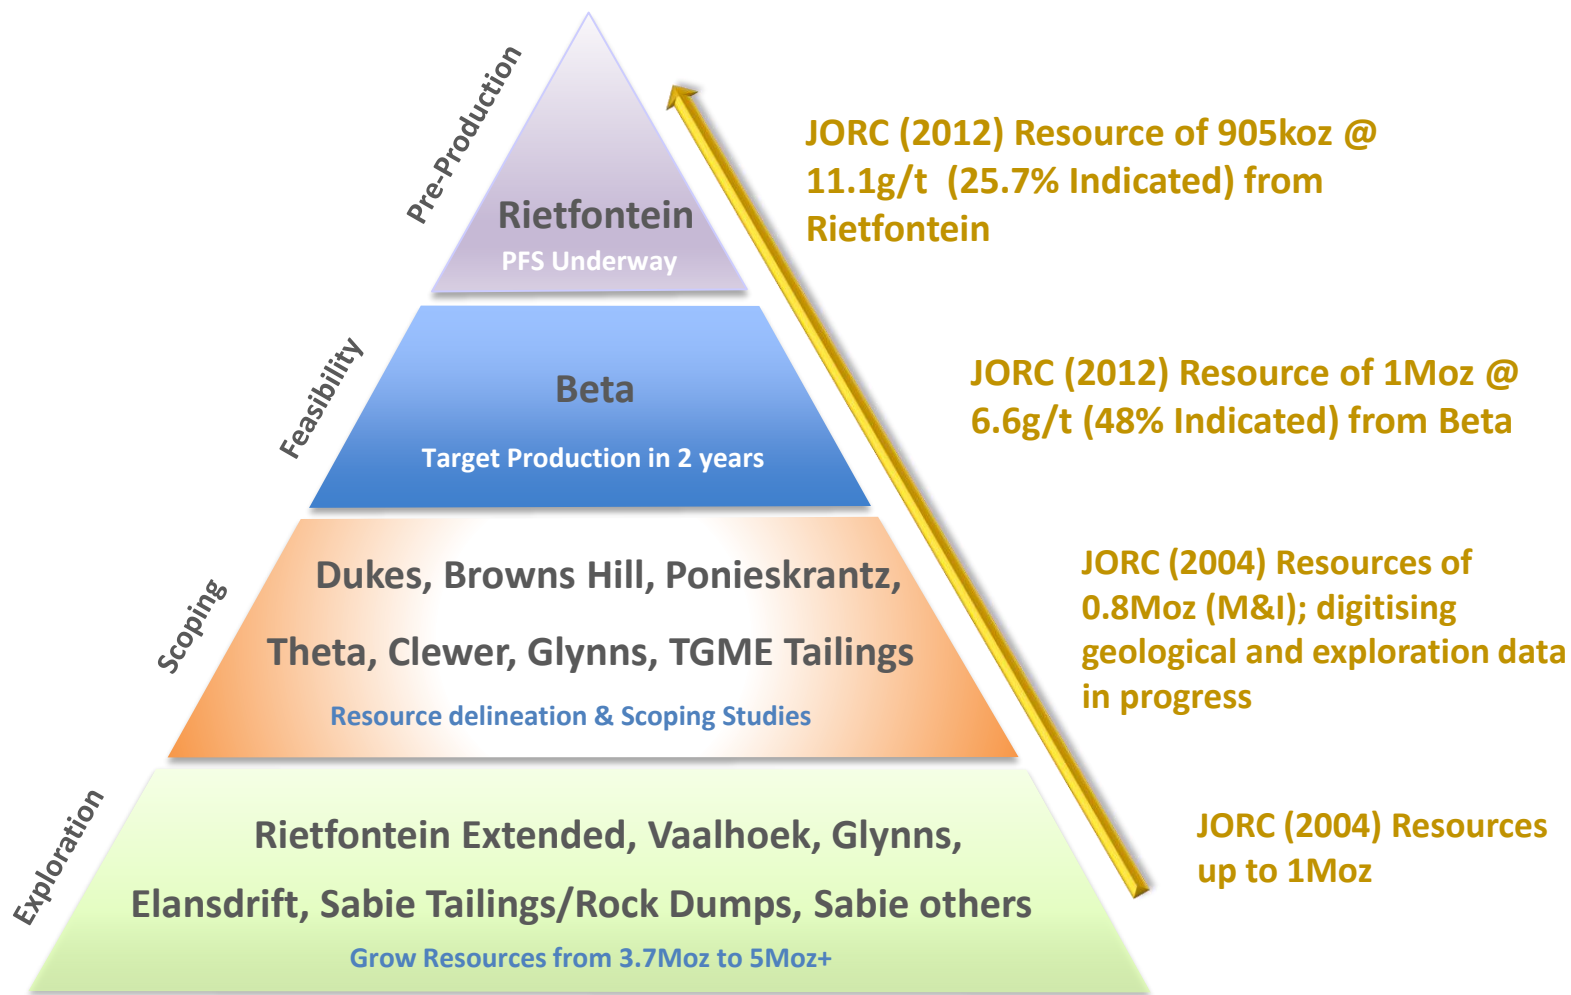 Pre-Production
Rietfontein
PFS Underway
JORC (2012) Resource of 905koz @
11.1g/t (25.7% Indicated) from
Rietfontein
Feasibility
Beta
Target Production in 2 years
JORC (2012) Resource of 1Moz @
6.6g/t (48% Indicated) from Beta
Scoping
Dukes, Browns Hill, Ponieskrantz,
Theta, Clewer, Glynns, TGME Tailings
Resource delineation & Scoping Studies
JORC (2004) Resources of
0.8Moz (M&I); digitising
geological and exploration data
in progress
Exploration
Rietfontein Extended, Vaalhoek, Glynns,
Elansdrift, Sabie Tailings/Rock Dumps, Sabie others
Grow Resources from 3.7Moz to 5Moz+
JORC (2004) Resources
up to 1Moz